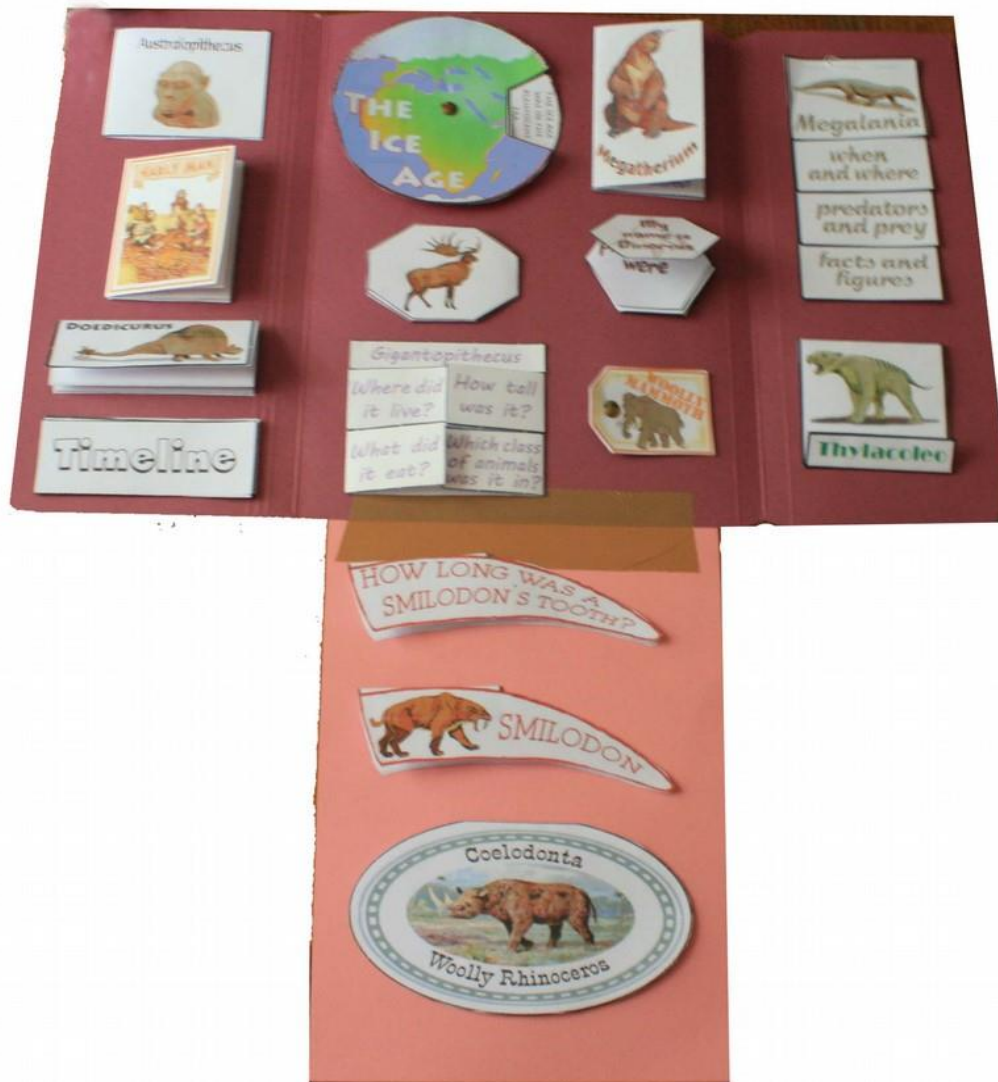 Australopithecus
EARLY MAN
DOEDICURUS
Timeline
THE
ICE
AGE
Gigantopithecus
Where did
it live?
How tall
was it?
What did
it eat?
Which class
of animals
was it in?
Megatherium
were
WOOLLY
MAMMOTH
Megalania
when
and where
predators
and prey
facts and
figures
Thylacoleo
HOW LONG WAS A
SMILODON'S TOOTH?
SMILODON
Coelodonta
Woolly Rhinoceros